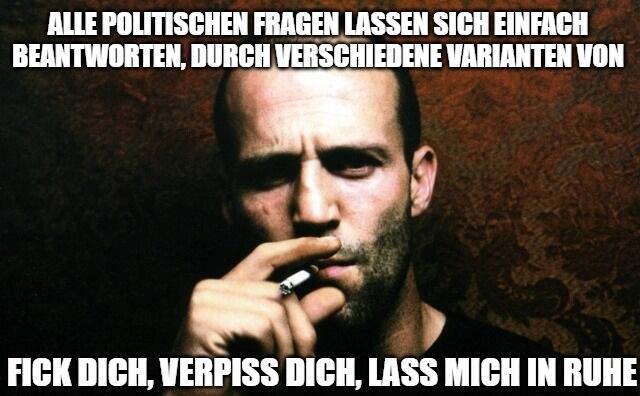 ALLE POLITISCHEN FRAGEN LASSEN SICH EINFACH
BEANTWORTEN, DURCH VERSCHIEDENE VARIANTEN VON
FICK DICH, VERPISS DICH, LASS MICH IN RUHE